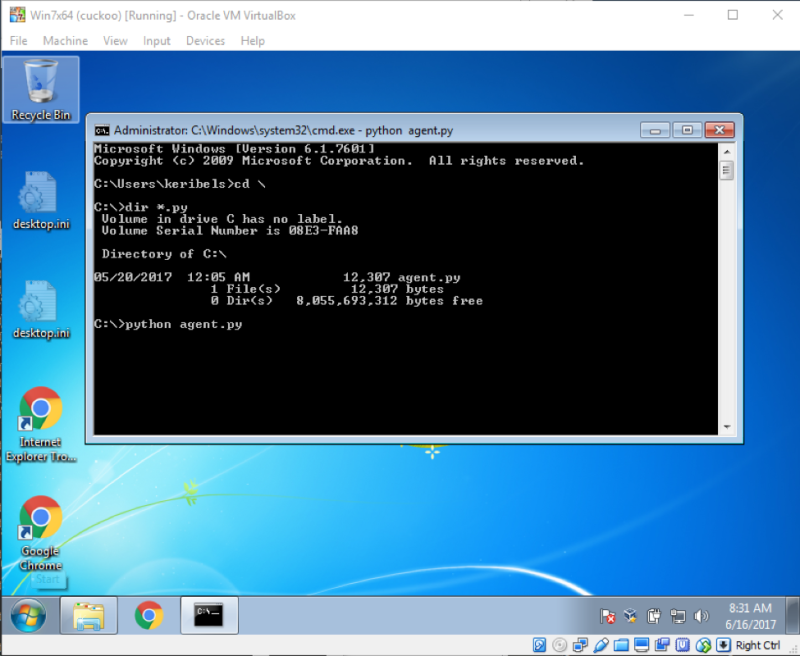 Win7x64 (cuckoo) [Running] - Oracle VM VirtualBox
File Machine View Input Devices Help
Recycle Bin
desktop.ini
desktop.ini
Internet
Explorer Tro...
Google
Chrome
Start
Administrator: C:\Windows\system32\cmd.exe - python  agent.py
Microsoft Windows [Version 6.1.7601]
Copyright (c) 2009 Microsoft Corporation.  All rights reserved.
C:\Users\keribels>cd \
C:\>dir *.py
 Volume in drive C has no label.
 Volume Serial Number is 08E3-FAA8
 Directory of C:\
05/20/2017  12:05 AM            12,307 agent.py
               1 File(s)         12,307 bytes
               0 Dir(s)   8,055,693,312 bytes free
C:\>python agent.py
C:\_
8:31 AM
6/16/2017
Right Ctrl